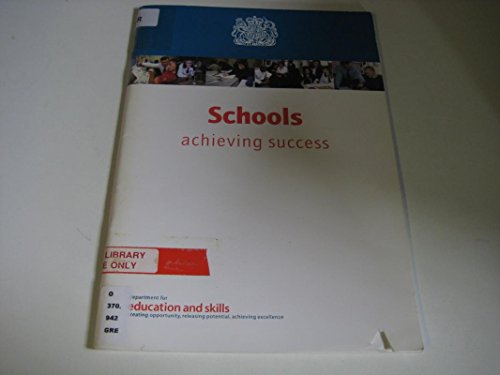 R
Schools
achieving success
LIBRARY
E ONLY
department for
education and skills
creating opportunity, releasing potential, achieving excellence
0
370.
942
GRE